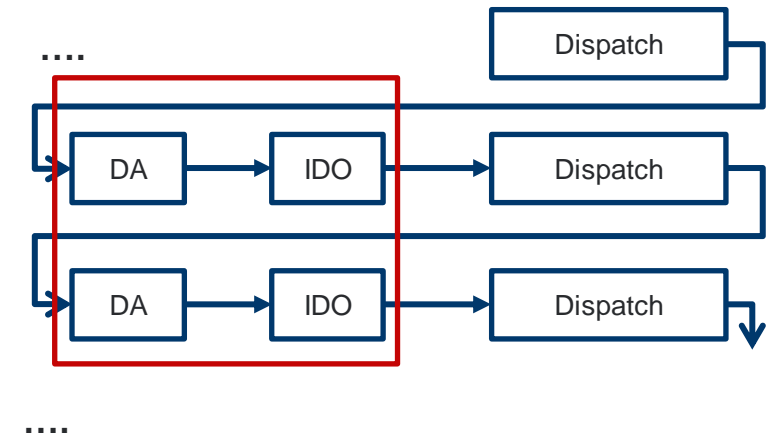 ....
Dispatch
DA IDO Dispatch
DA IDO Dispatch
....